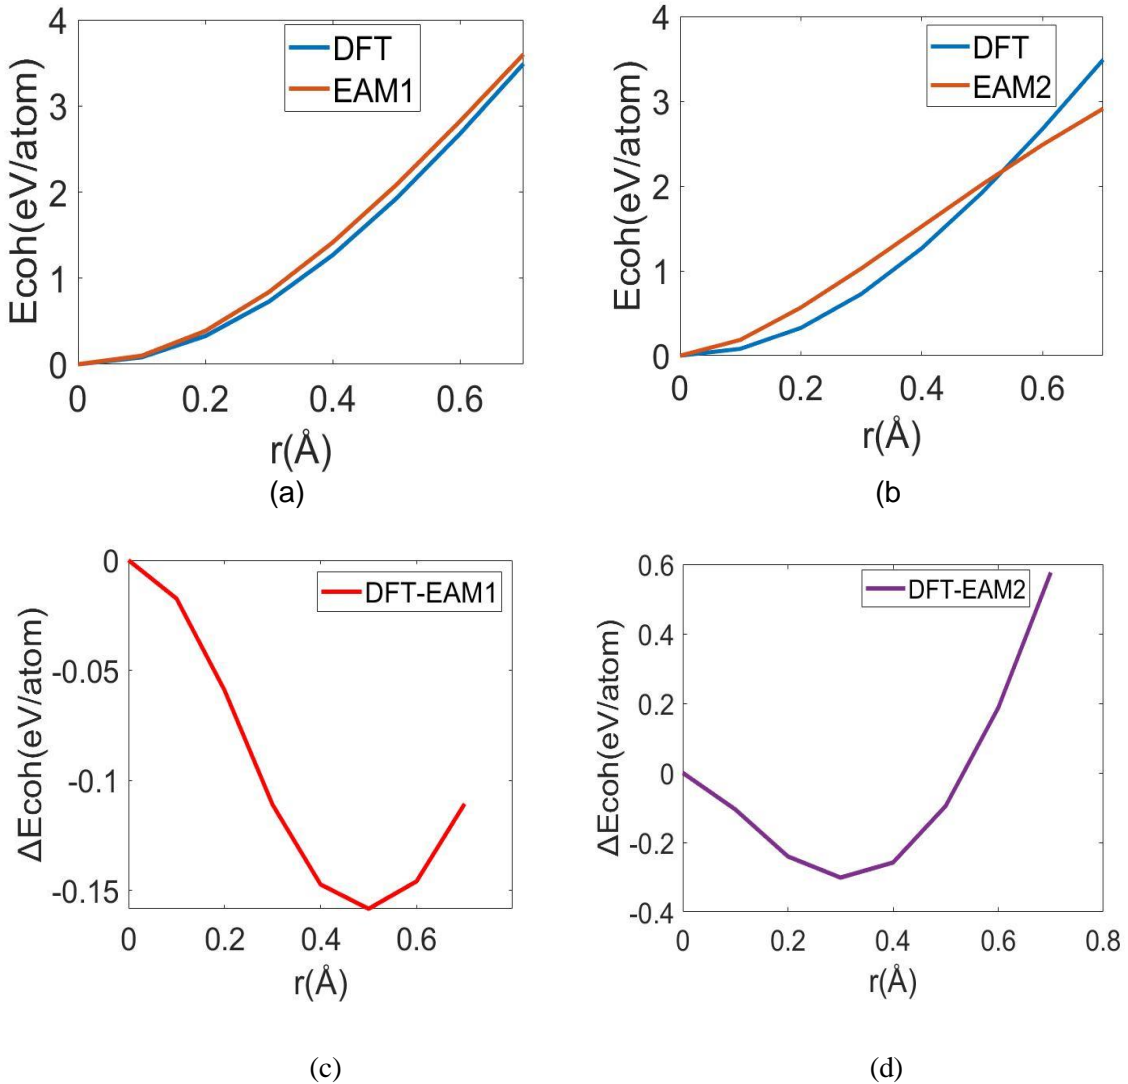 4
3
2
1
0
Ecoh(eV/atom)
DFT
EAM1
0 0.2 0.4 0.6
r(Å)
(a)
4
3
2
1
0
Ecoh(eV/atom)
DFT
EAM2
0 0.2 0.4 0.6
r(Å)
(b
0
-0.05
-0.1
-0.15
ΔEcoh(eV/atom)
DFT-EAM1
0 0.2 0.4 0.6
r(Å)
(c)
0.6
0.4
0.2
0
-0.2
-0.4
ΔEcoh(eV/atom)
DFT-EAM2
0 0.2 0.4 0.6 0.8
r(Å)
(d)